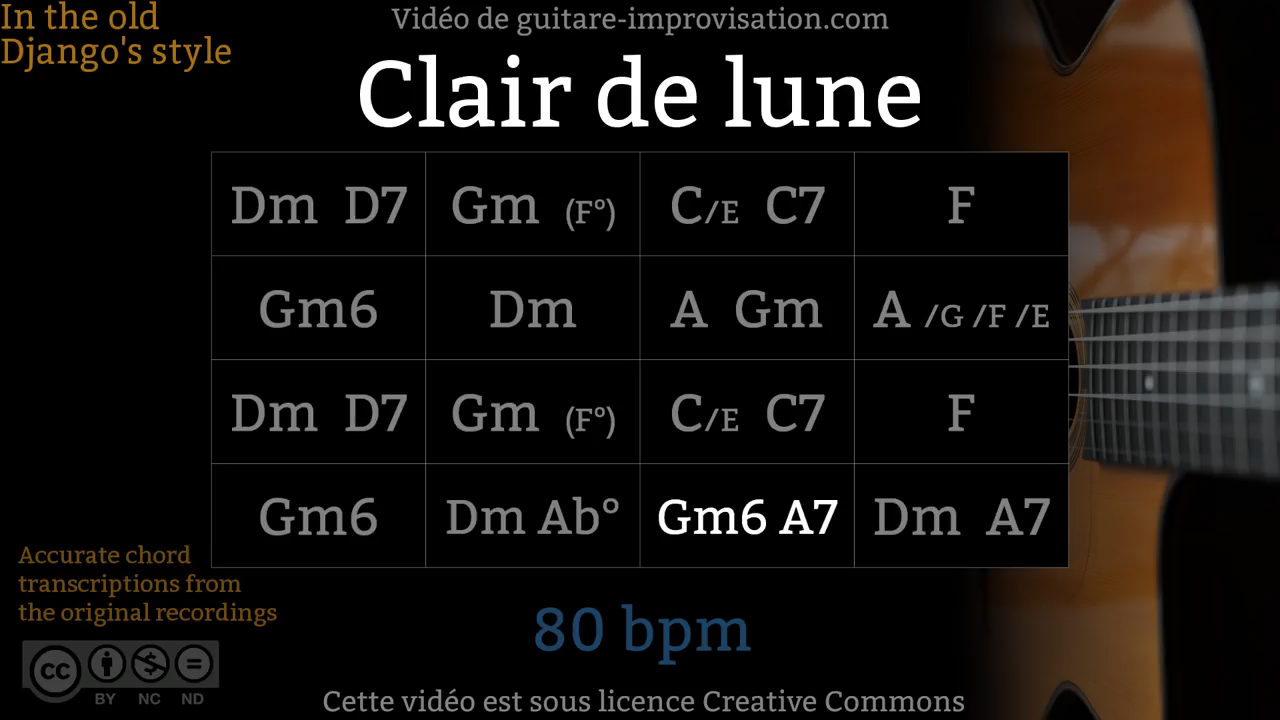 In the old
Django's style
Vidéo de guitare-improvisation.com
Clair de lune
Dm D7 Gm (F°) C/E C7 F
Gm6 Dm A Gm A /G /F /E
Dm D7 Gm (F°) C/E C7 F
Gm6 Dm Ab° Gm6 A7 Dm A7
Accurate chord
transcriptions from
the original recordings
80 bpm
cc BY NC ND
Cette vidéo est sous licence Creative Commons